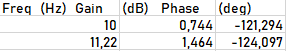 Freq (Hz) Gain (dB) Phase (deg)
10 0,744 -121,294
11,22 1,464 -124,097